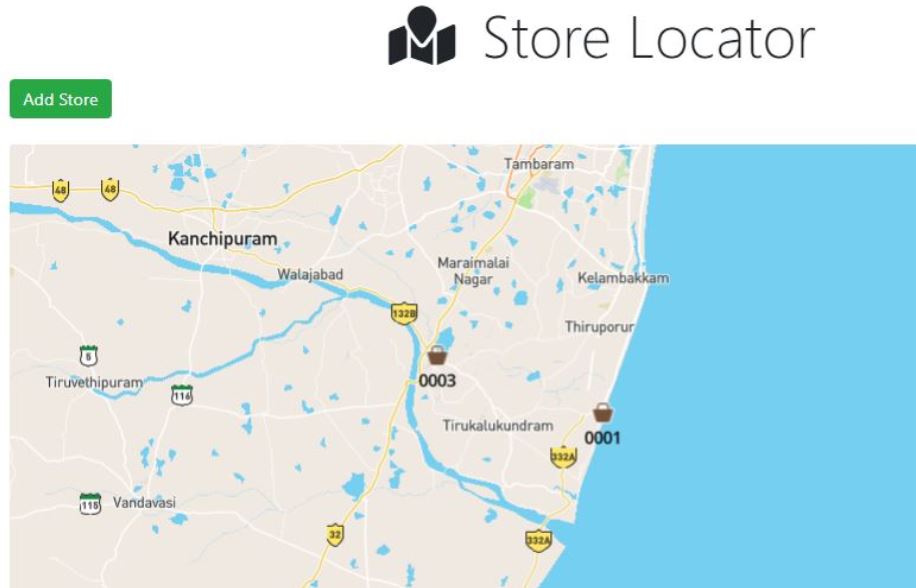 Store Locator
Add Store
Tambaram
48
48
Kanchipuram
Maraimalai
Nagar
Walajabad
Kelambakkam
132B
Thiruporur
5
0003
Tiruvethipuram
116
0001
Tirukalukundram
332A
115
Vandavasi
32
332A